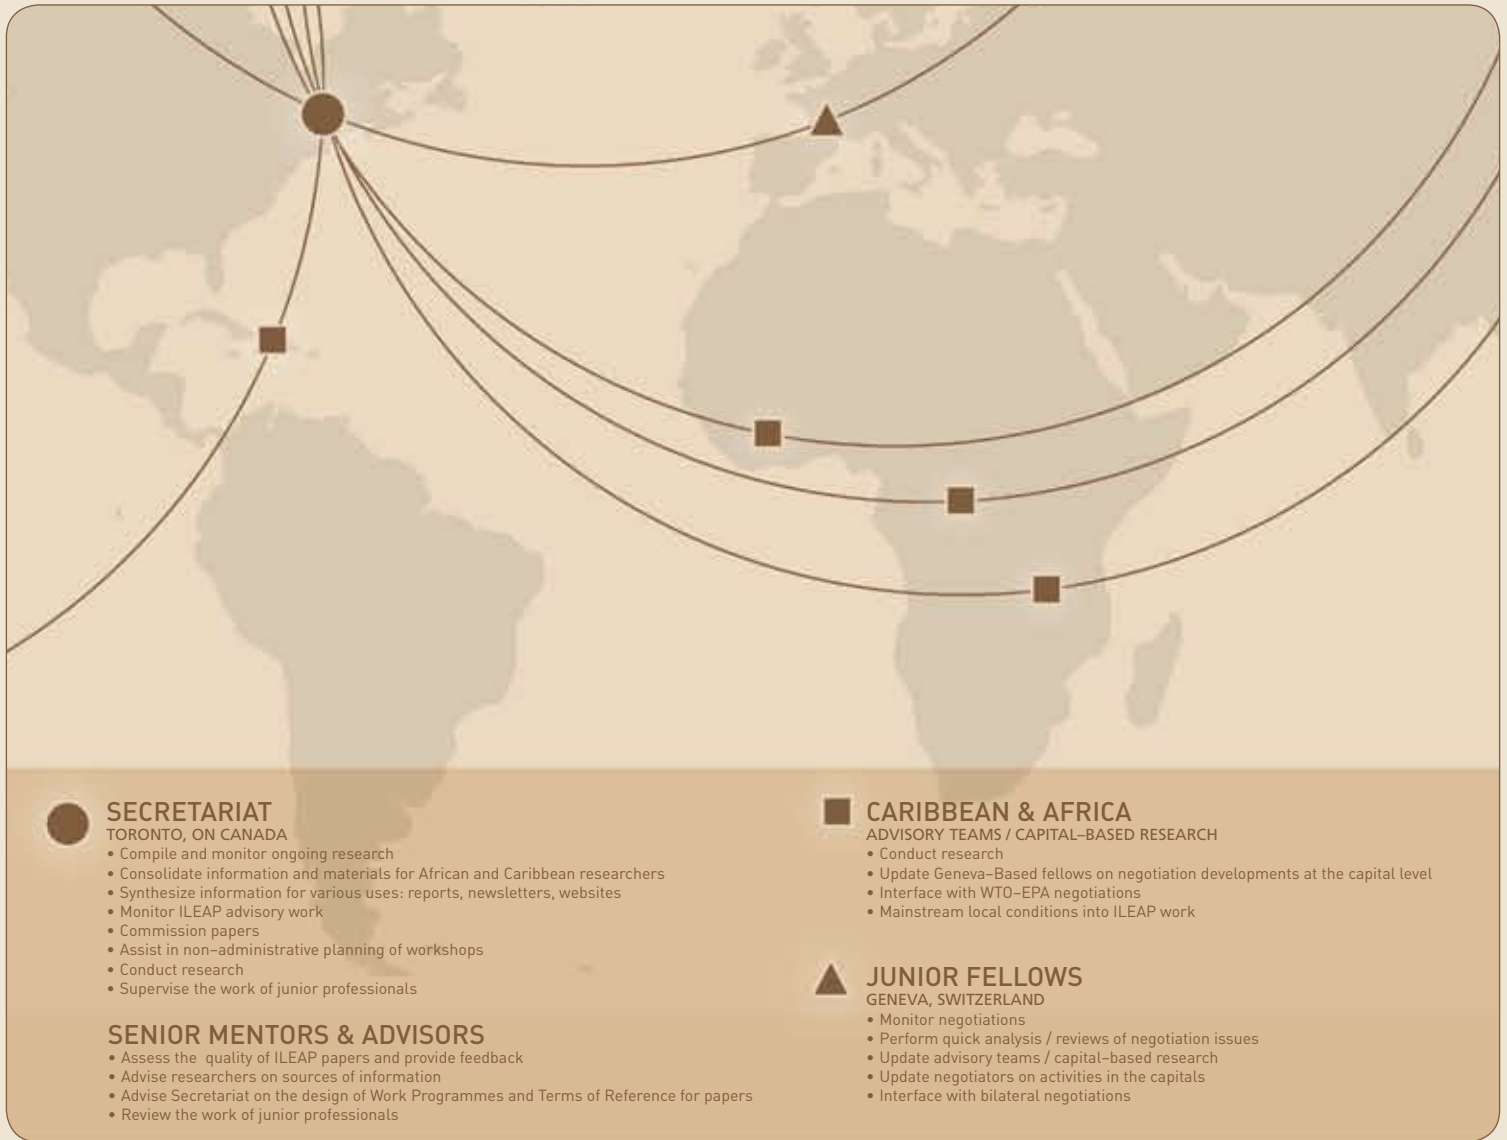 SECRETARIAT
TORONTO, ON CANADA
• Compile and monitor ongoing research
• Consolidate information and materials for African and Caribbean researchers
• Synthesize information for various uses: reports, newsletters, websites
• Monitor ILEAP advisory work
• Commission papers
• Assist in non–administrative planning of workshops
• Conduct research
• Supervise the work of junior professionals
SENIOR MENTORS & ADVISORS
• Assess the  quality of ILEAP papers and provide feedback
• Advise researchers on sources of information
• Advise Secretariat on the design of Work Programmes and Terms of Reference for papers
• Review the work of junior professionals
CARIBBEAN & AFRICA
ADVISORY TEAMS / CAPITAL–BASED RESEARCH
• Conduct research
• Update Geneva–Based fellows on negotiation developments at the capital level
• Interface with WTO–EPA negotiations
• Mainstream local conditions into ILEAP work
JUNIOR FELLOWS
GENEVA, SWITZERLAND
• Monitor negotiations
• Perform quick analysis / reviews of negotiation issues
• Update advisory teams / capital–based research
• Update negotiators on activities in the capitals
• Interface with bilateral negotiations